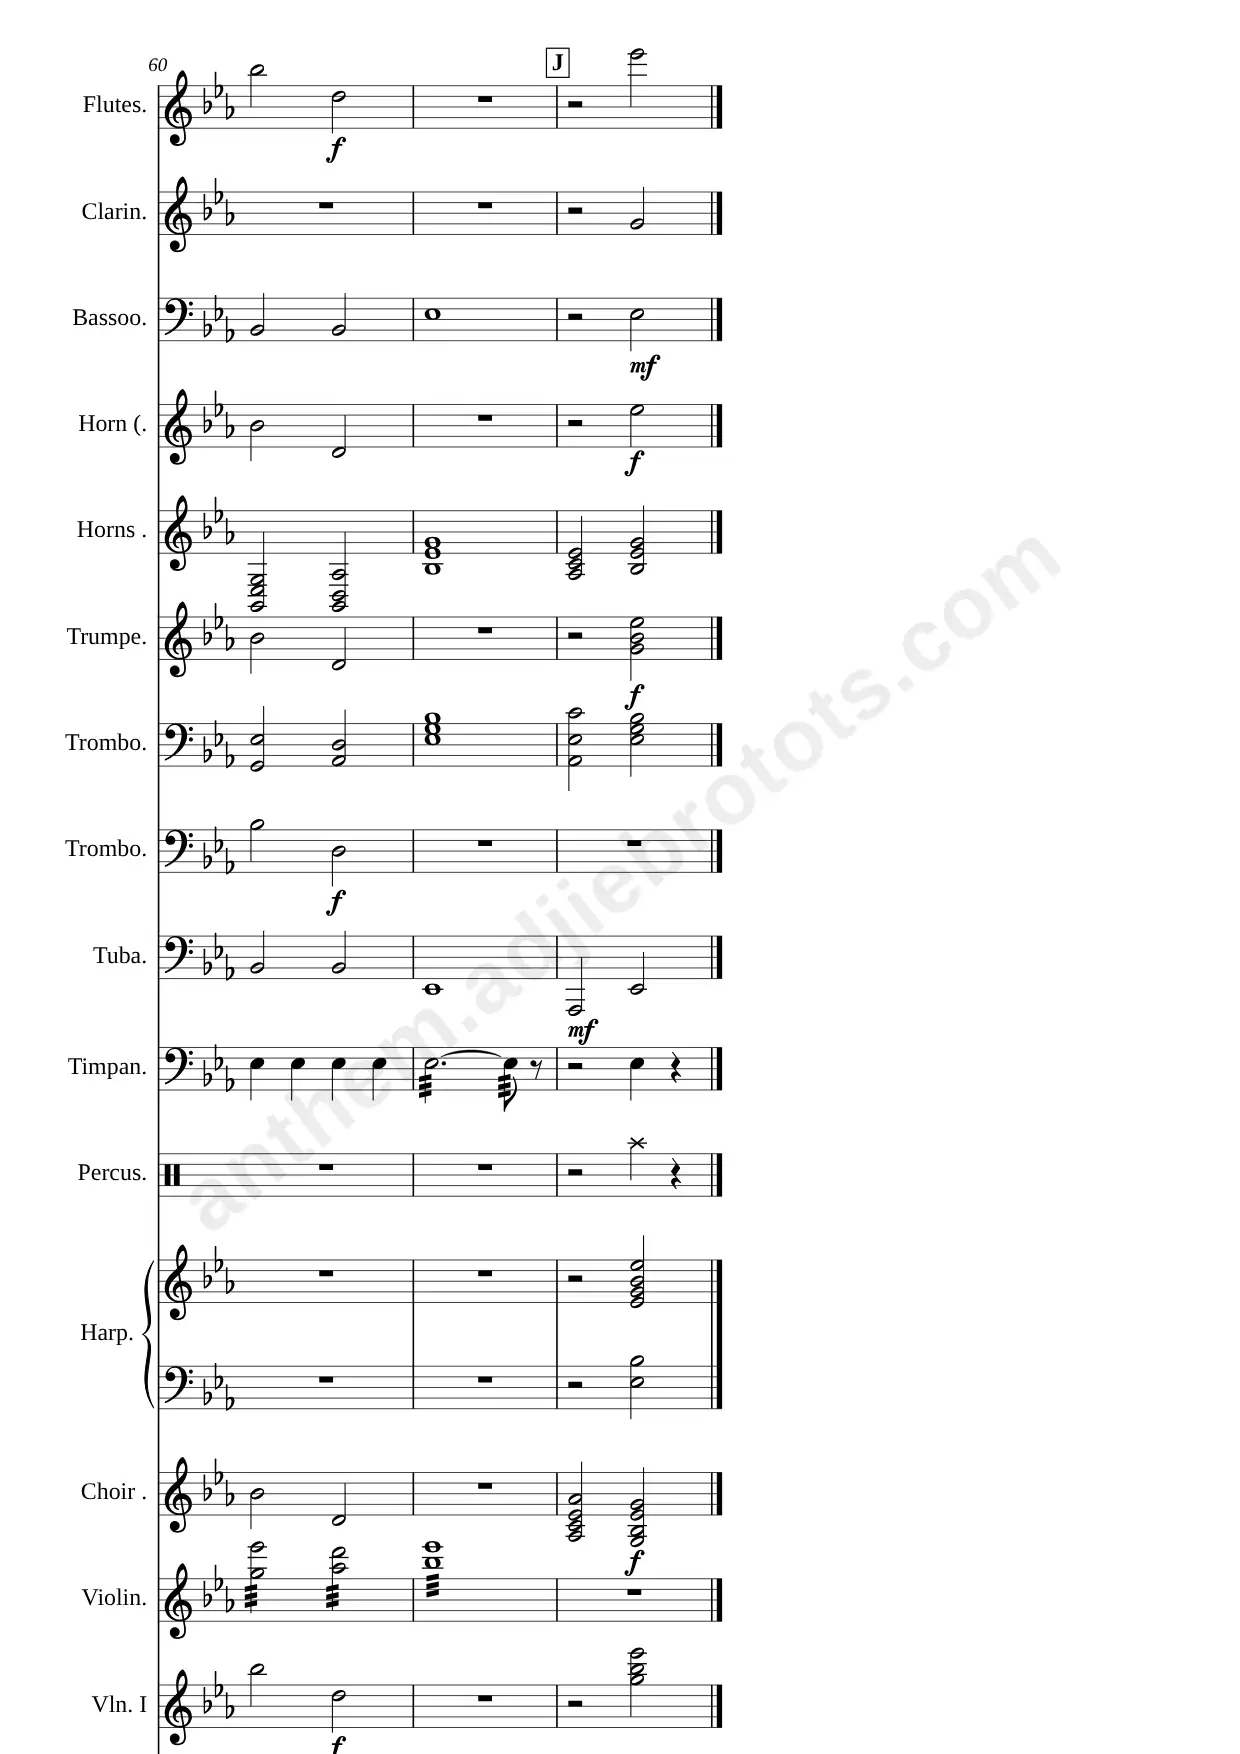 60
J
Flutes.
f
Clarin.
Bassoo.
mf
Horn (.
f
Horns .
Trumpe.
f
Trombo.
Trombo.
f
Tuba.
mf
Timpan.
Percus.
Harp.
Choir .
f
Violin.
Vln. I
f
anthem.adjiebrotots.com